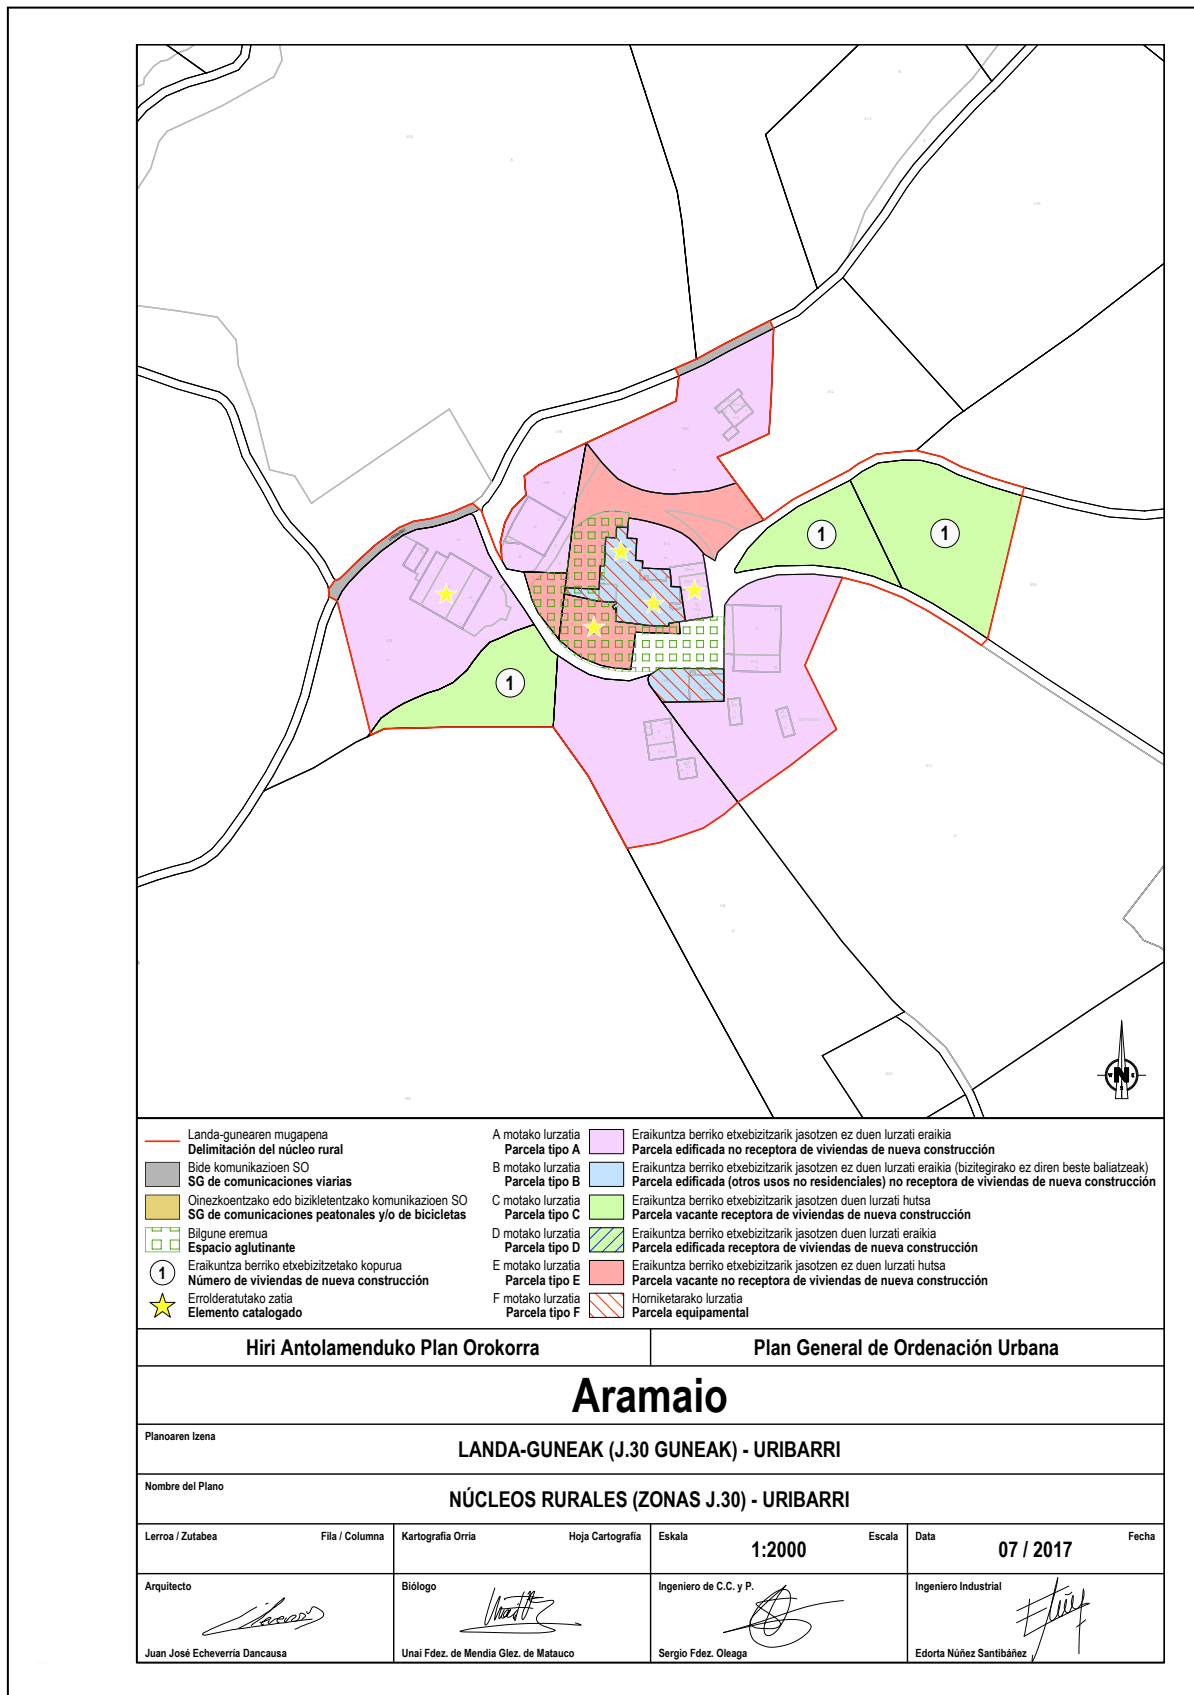 1
1
1
N
Landa-gunearen mugapena
Delimitación del núcleo rural
Bide komunikazioen SO
SG de comunicaciones viarias
Oinezkoentzako edo bizikletentzako komunikazioen SO
SG de comunicaciones peatonales y/o de bicicletas
Bilgune eremua
Espacio aglutinante
1
Eraikuntza berriko etxebizitzetako kopurua
Número de viviendas de nueva construcción
Errolderatutako zatia
Elemento catalogado
A motako lurzatia
Parcela tipo A
Eraikuntza berriko etxebizitzarik jasotzen ez duen lurzati eraikia
Parcela edificada no receptora de viviendas de nueva construcción
B motako lurzatia
Parcela tipo B
Eraikuntza berriko etxebizitzarik jasotzen ez duen lurzati eraikia (bizitegirako ez diren beste baliatzeak)
Parcela edificada (otros usos no residenciales) no receptora de viviendas de nueva construcción
C motako lurzatia
Parcela tipo C
Eraikuntza berriko etxebizitzarik jasotzen duen lurzati hutsa
Parcela vacante receptora de viviendas de nueva construcción
D motako lurzatia
Parcela tipo D
Eraikuntza berriko etxebizitzarik jasotzen duen lurzati eraikia
Parcela edificada receptora de viviendas de nueva construcción
E motako lurzatia
Parcela tipo E
Eraikuntza berriko etxebizitzarik jasotzen ez duen lurzati hutsa
Parcela vacante no receptora de viviendas de nueva construcción
F motako lurzatia
Parcela tipo F
Horniketarako lurzatia
Parcela equipamental
Hiri Antolamenduko Plan Orokorra
Plan General de Ordenación Urbana
Aramaio
Planoaren Izena
LANDA-GUNEAK (J.30 GUNEAK) - URIBARRI
Nombre del Plano
NÚCLEOS RURALES (ZONAS J.30) - URIBARRI
Lerroa / Zutabea Fila / Columna
Kartografia Orria Hoja Cartografía
Eskala Escala
1:2000
Data Fecha
07 / 2017
Arquitecto
Juan José Echeverría Dancausa
Biólogo
Unai Fdez. de Mendia Glez. de Matauco
Ingeniero de C.C. y P.
Sergio Fdez. Oleaga
Ingeniero Industrial
Edorta Núñez Santibáñez